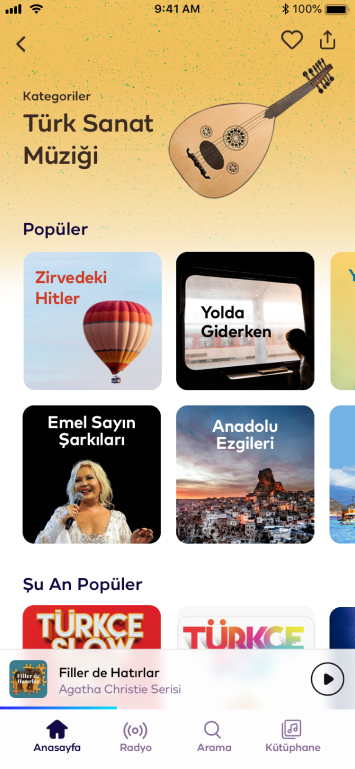 9:41 AM
100%
Kategoriler
Türk Sanat
Müziği
Popüler
Zirvedeki
Hitler
Yolda
Giderken
Emel Sayın
Şarkıları
Anadolu
Ezgileri
Şu An Popüler
TÜRKÇE
SLOW
TÜRKÇE
Filler de
Hatırlar
Filler de Hatırlar
Agatha Christie Serisi
Anasayfa
Radyo
Arama
Kütüphane